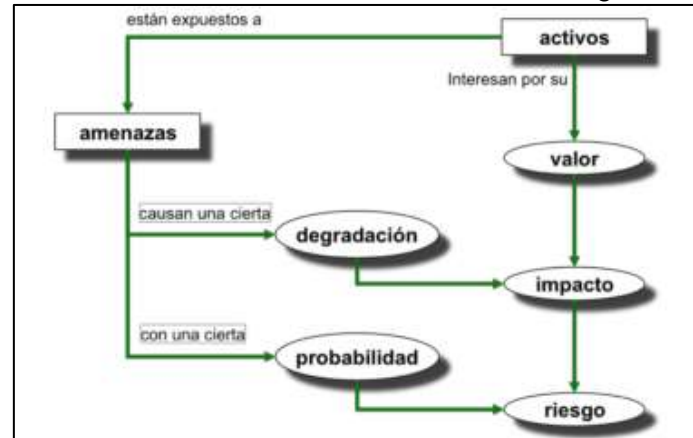 están expuestos a
activos
Interesan por su
amenazas
valor
causan una cierta
degradación
impacto
con una cierta
probabilidad
riesgo